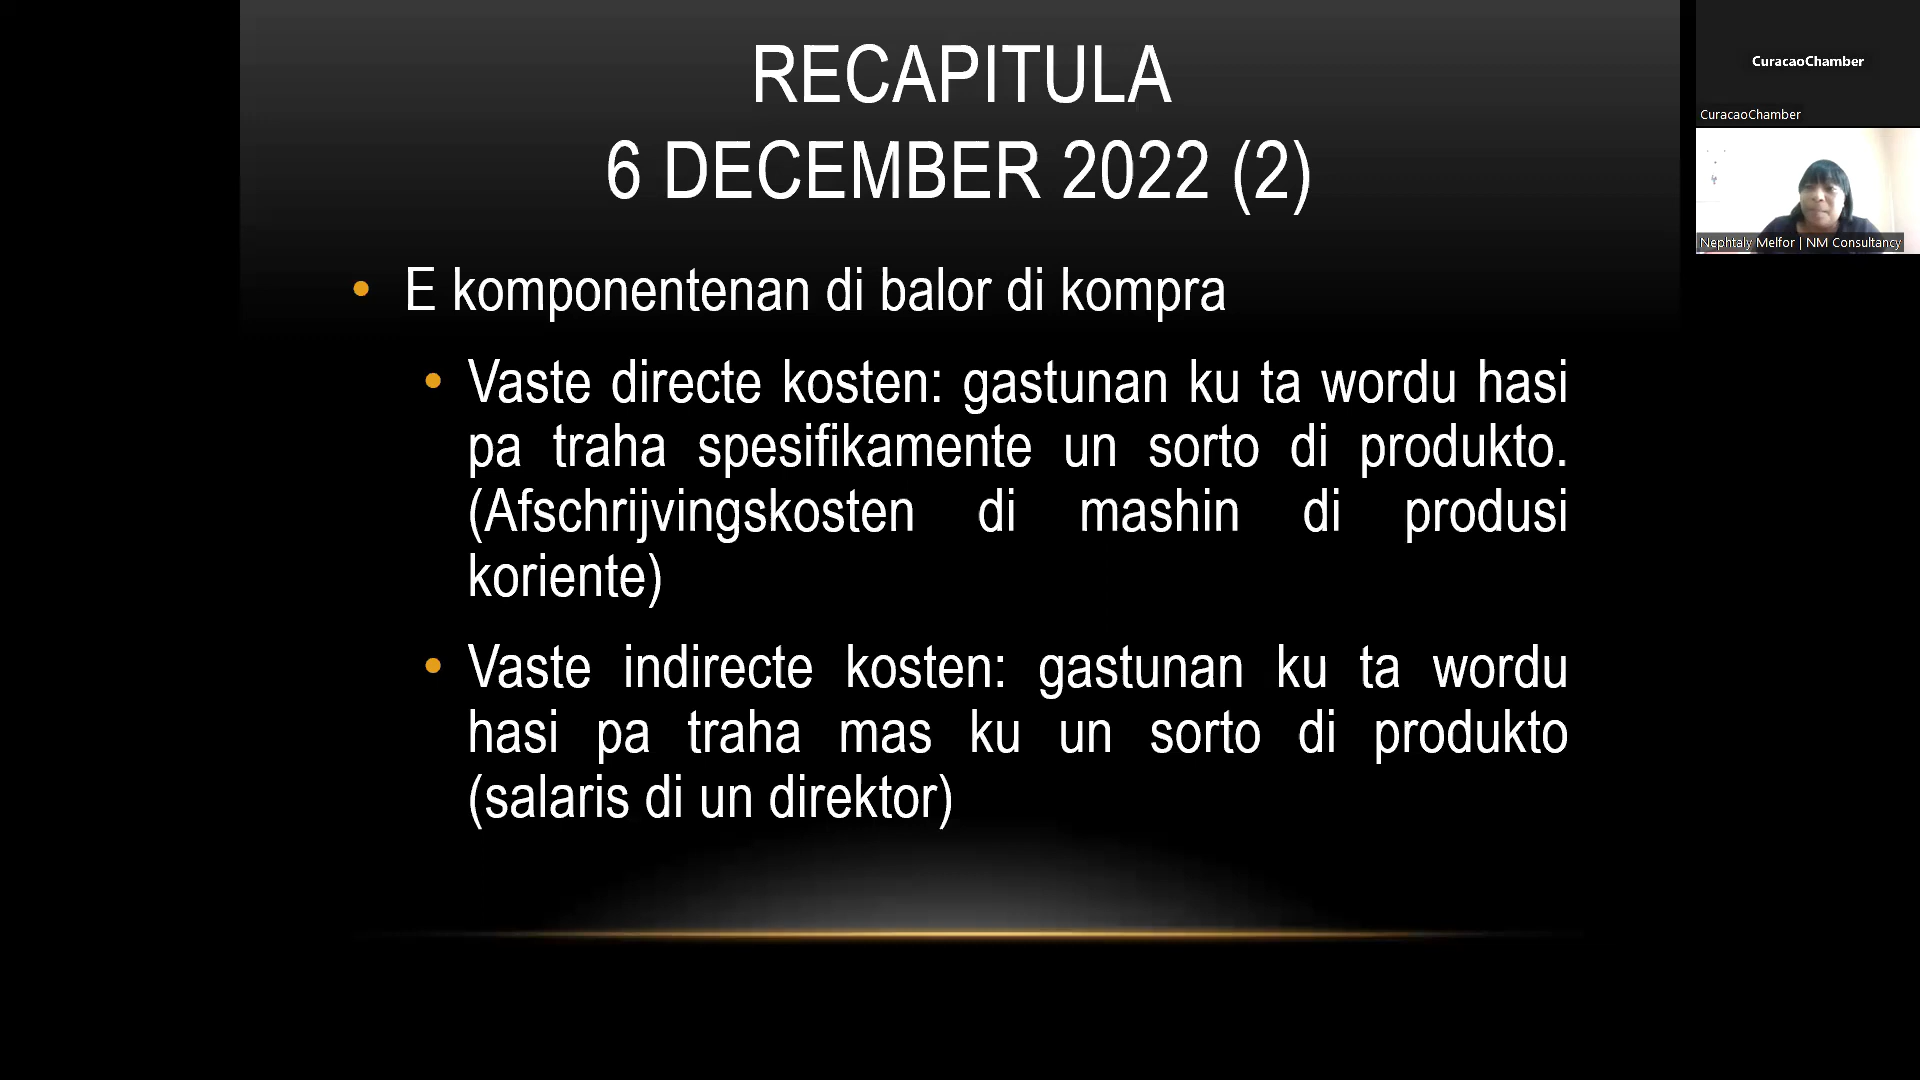 RECAPITULA
6 DECEMBER 2022 (2)
• E komponentenan di balor di kompra
• Vaste directe kosten: gastunan ku ta wordu hasi
pa traha spesifikamente un sorto di produkto.
(Afschrijvingskosten di mashin di produsi
koriente)
• Vaste indirecte kosten: gastunan ku ta wordu
hasi pa traha mas ku un sorto di produkto
(salaris di un direktor)
CuracaoChamber
CuracaoChamber
Nephtaly Melfor | NM Consultancy